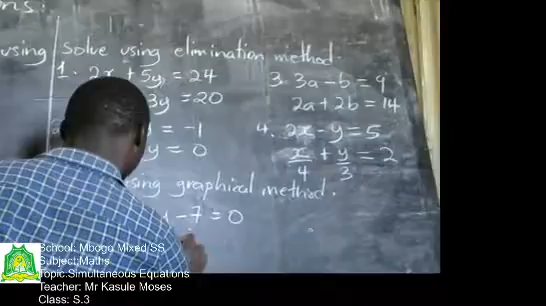 ns:
using Solve using elimination method.
1. 2x + 5y = 24
3y = 20
= -1
y = 0
3. 3a - b = 9
2a + 2b = 14
4. 2x - y = 5
x/4 + y/3 = 2
using graphical method.
- 7 = 0
School: Mbogo Mixed/SS
Subject;Maths
Topic:Simultaneous Equations
Teacher: Mr Kasule Moses
Class: S.3